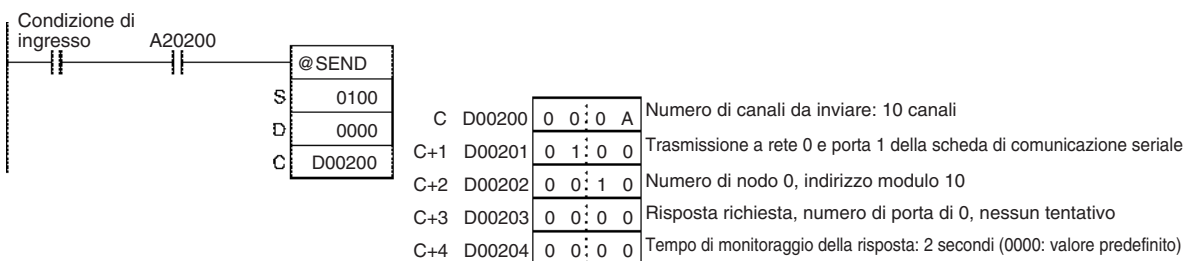 Condizione di
ingresso A20200
@SEND
S 0100
D 0000
C D00200
C D00200 0 0 0 A Numero di canali da inviare: 10 canali
C+1 D00201 0 1 0 0 Trasmissione a rete 0 e porta 1 della scheda di comunicazione seriale
C+2 D00202 0 0 1 0 Numero di nodo 0, indirizzo modulo 10
C+3 D00203 0 0 0 0 Risposta richiesta, numero di porta di 0, nessun tentativo
C+4 D00204 0 0 0 0 Tempo di monitoraggio della risposta: 2 secondi (0000: valore predefinito)